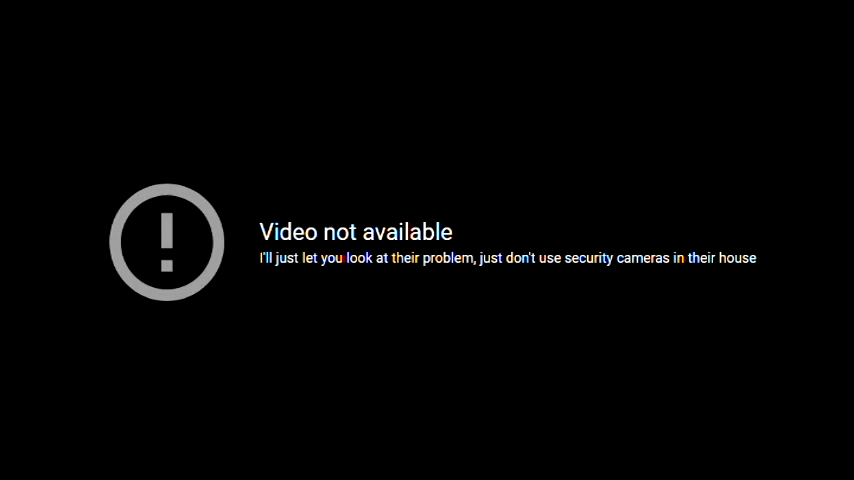 Video not available
I'll just let you look at their problem, just don't use security cameras in their house